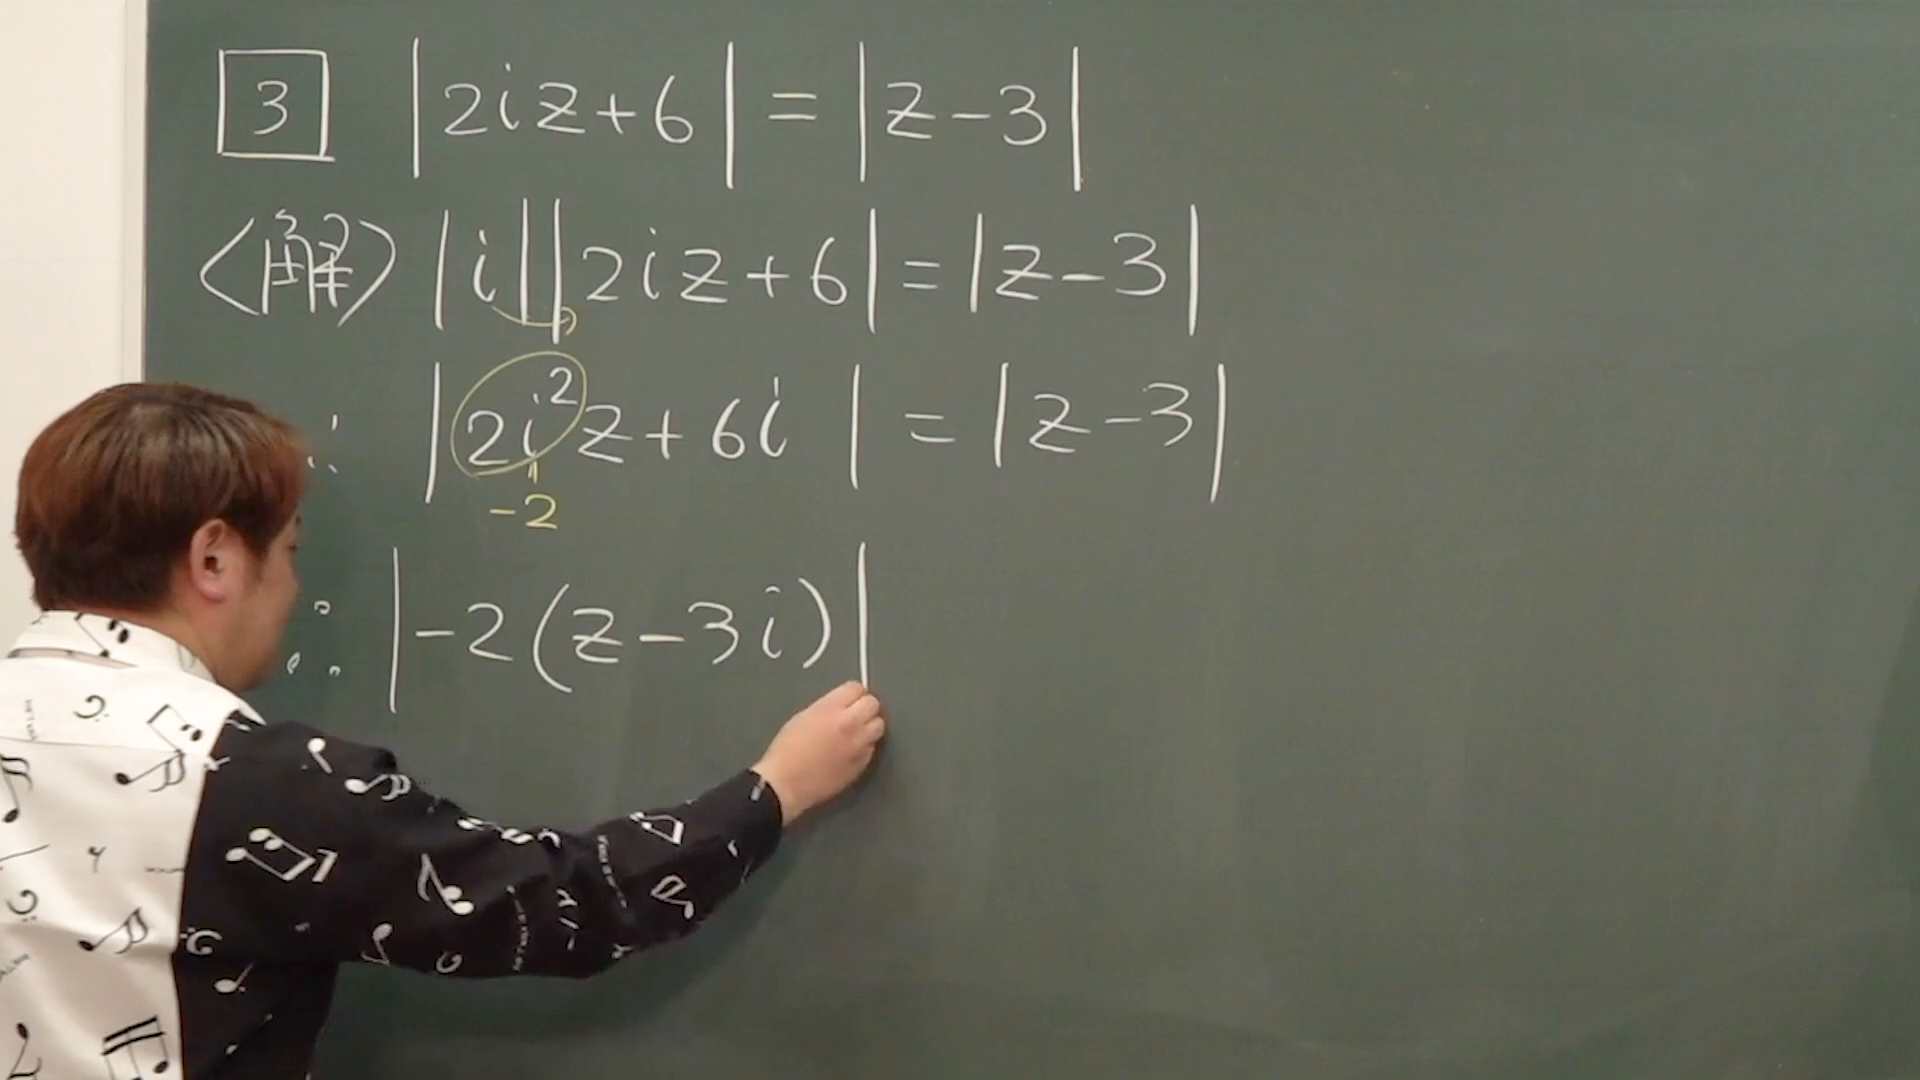 3 |2iz+6|=|z-3|
<解> |i||2iz+6|=|z-3|
∴ |2i²z+6i|=|z-3|
-2
∴ |-2(z-3i)|